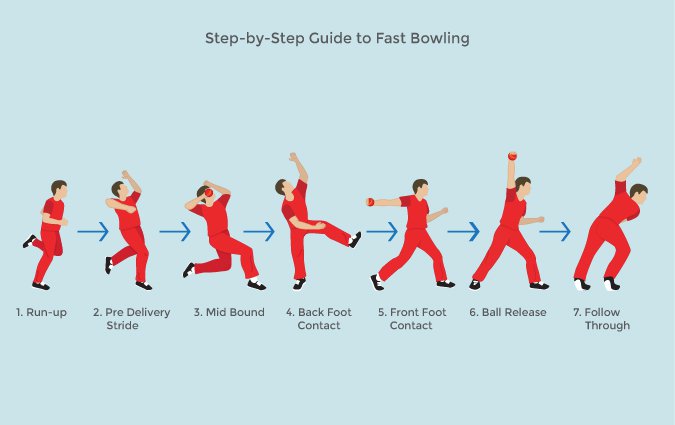 Step-by-Step Guide to Fast Bowling
1. Run-up
2. Pre Delivery
Stride
3. Mid Bound
4. Back Foot
Contact
5. Front Foot
Contact
6. Ball Release
7. Follow
Through